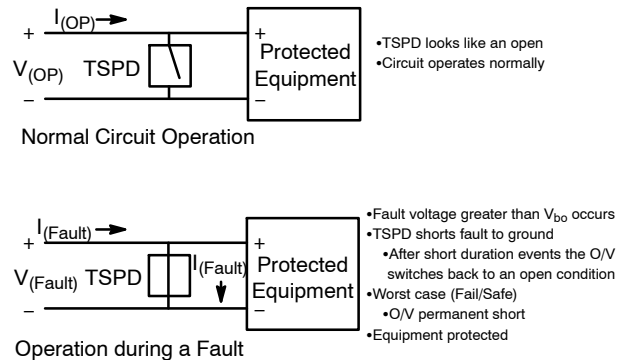 I(OP)
+
+
V(OP) TSPD
Protected
Equipment
−
−
•TSPD looks like an open
•Circuit operates normally
Normal Circuit Operation
I(Fault)
+
+
V(Fault) TSPD
I(Fault)
Protected
Equipment
−
−
•Fault voltage greater than Vbo occurs
•TSPD shorts fault to ground
•After short duration events the O/V
switches back to an open condition
•Worst case (Fail/Safe)
•O/V permanent short
•Equipment protected
Operation during a Fault